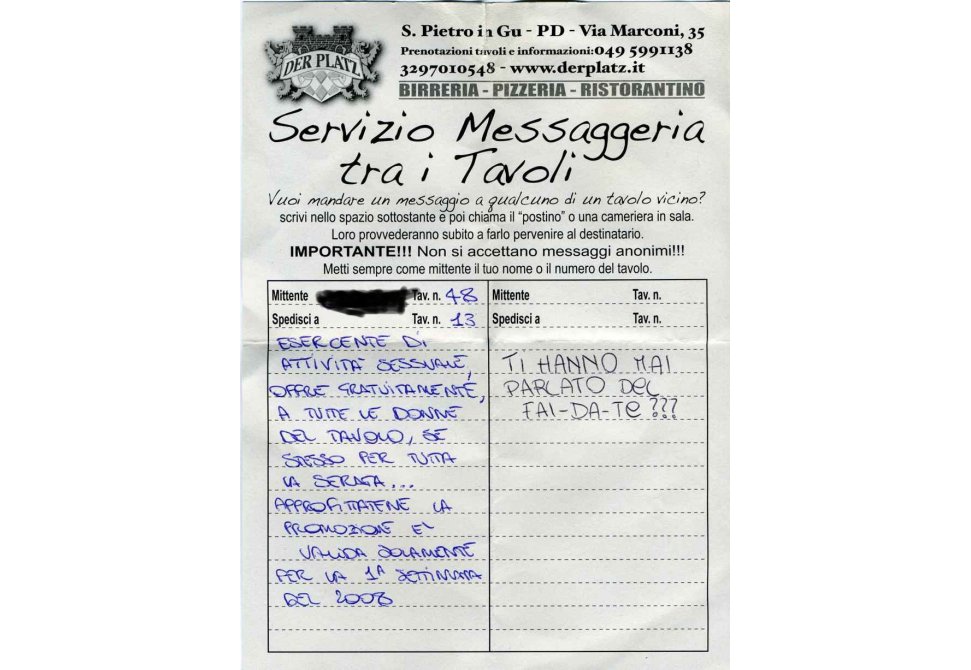 DER PLATZ
S. Pietro in Gu - PD - Via Marconi, 35
Prenotazioni tavoli e informazioni:049 5991138
3297010548 - www.derplatz.it
BIRRERIA - PIZZERIA - RISTORANTINO
Servizio Messaggeria
tra i Tavoli
Vuoi mandare un messaggio a qualcuno di un tavolo vicino?
scrivi nello spazio sottostante e poi chiama il "postino" o una cameriera in sala.
Loro provvederanno subito a farlo pervenire al destinatario.
IMPORTANTE!!! Non si accettano messaggi anonimi!!!
Metti sempre come mittente il tuo nome o il numero del tavolo.
Mittente Tav. n. 48
Spedisci a Tav. n. 13
ESERCENTE DI
ATTIVITÀ SESSUALE,
OFFRE GRATUITAMENTE,
A TUTTE LE DONNE
DEL TAVOLO, SE
STESSO PER TUTTA
LA SERATA...
APPROFITTATENE LA
PROMOZIONE E'
VALIDA SOLAMENTE
PER LA 1A SETTIMANA
DEL 2008
Mittente Tav. n.
Spedisci a Tav. n.
TI HANNO MAI
PARLATO DEL
FAI-DA-TE???